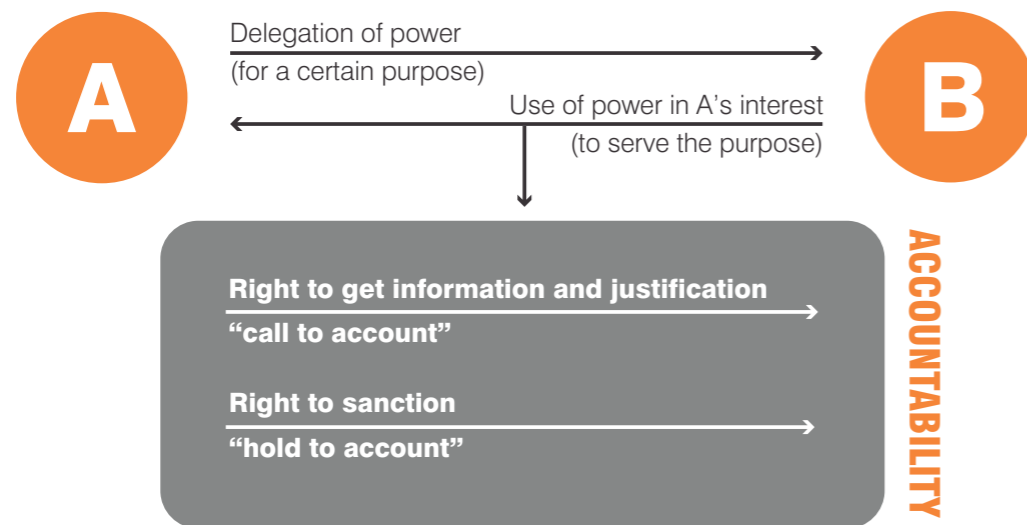 A
Delegation of power
(for a certain purpose)
B
Use of power in A’s interest
(to serve the purpose)
Right to get information and justification
“call to account”
Right to sanction
“hold to account”
ACCOUNTABILITY